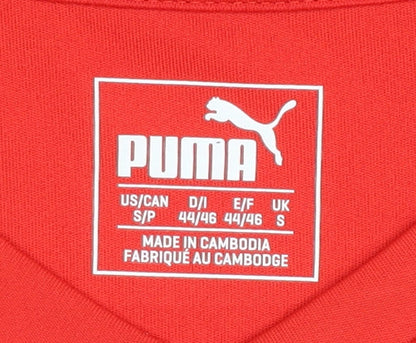 PUMA
US/CAN D/I E/F UK
S/P 44/46 44/46 S
MADE IN CAMBODIA
FABRIQUÉ AU CAMBODGE